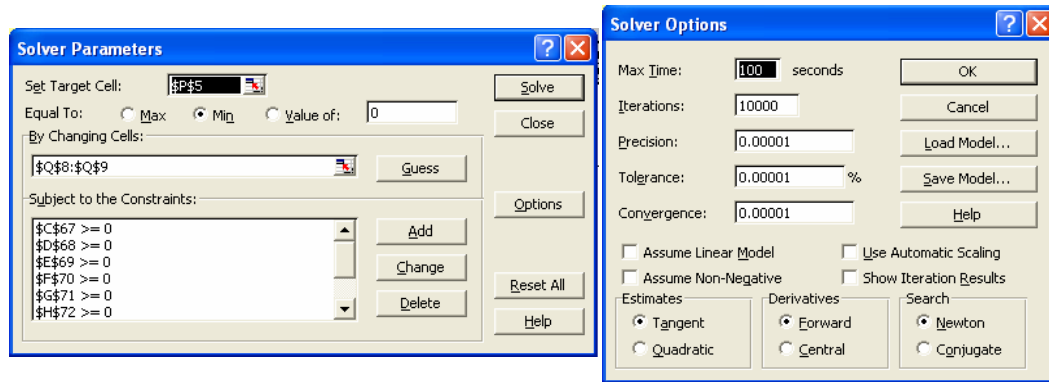 Solver Parameters
Set Target Cell: $P$5
Solve
Equal To: Max Min Value of: 0
Close
By Changing Cells:
$Q$8:$Q$9
Guess
Subject to the Constraints:
Options
$C$67 >= 0
$D$68 >= 0
$E$69 >= 0
$F$70 >= 0
$G$71 >= 0
$H$72 >= 0
Add
Change
Delete
Reset All
Help
Solver Options
Max Time: 100 seconds
OK
Iterations: 10000
Cancel
Precision: 0.00001
Load Model...
Tolerance: 0.00001 %
Save Model...
Convergence: 0.00001
Help
Assume Linear Model
Use Automatic Scaling
Assume Non-Negative
Show Iteration Results
Estimates
Tangent
Quadratic
Derivatives
Forward
Central
Search
Newton
Conjugate